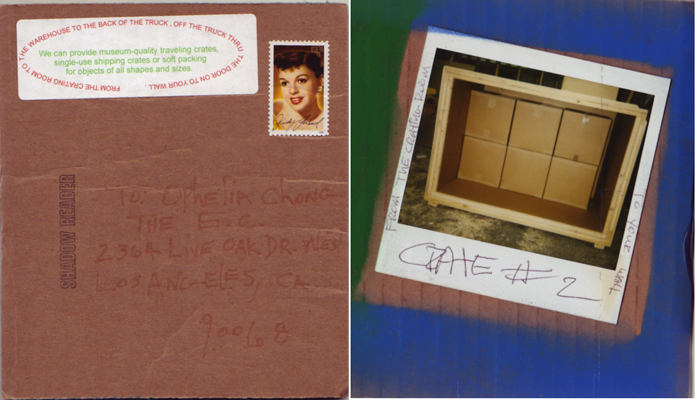 FROM THE CRATING ROOM TO THE WAREHOUSE TO THE BACK OF THE TRUCK, OFF THE TRUCK THRU THE DOOR ON TO YOUR WALL
We can provide museum-quality traveling crates,
single-use shipping crates or soft packing
for objects of all shapes and sizes.
Judy Garland
SHADOW READER
TO: Ophelia Chong
THE E.C.
2364 LIVE OAK DR. WEST
LOS ANGELES. CA.
90068
FROM THE CRATING ROOM
TO YOUR WALL
CRATE # 2